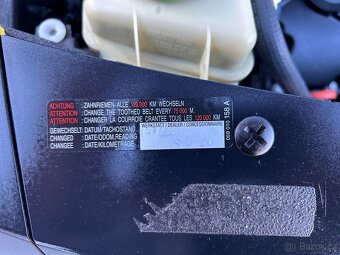 ACHTUNG : ZAHNRIEMEN ALLE 120.000 KM WECHSELN
ATTENTION : CHANGE THE TOOTHED BELT EVERY 75.000 M.
ATTENTION : CHANGER LA COURROIE CRANTEE TOUS LES 120.000 KM
GEWECHSELT : DATUM/TACHOSTAND
CHANGED : DATE/ODOM.READING
CHANGEE : DATE/KILOMETRAGE
WERKSTATT / DEALER / CONCESSIONNAIRE
059 010 158 A